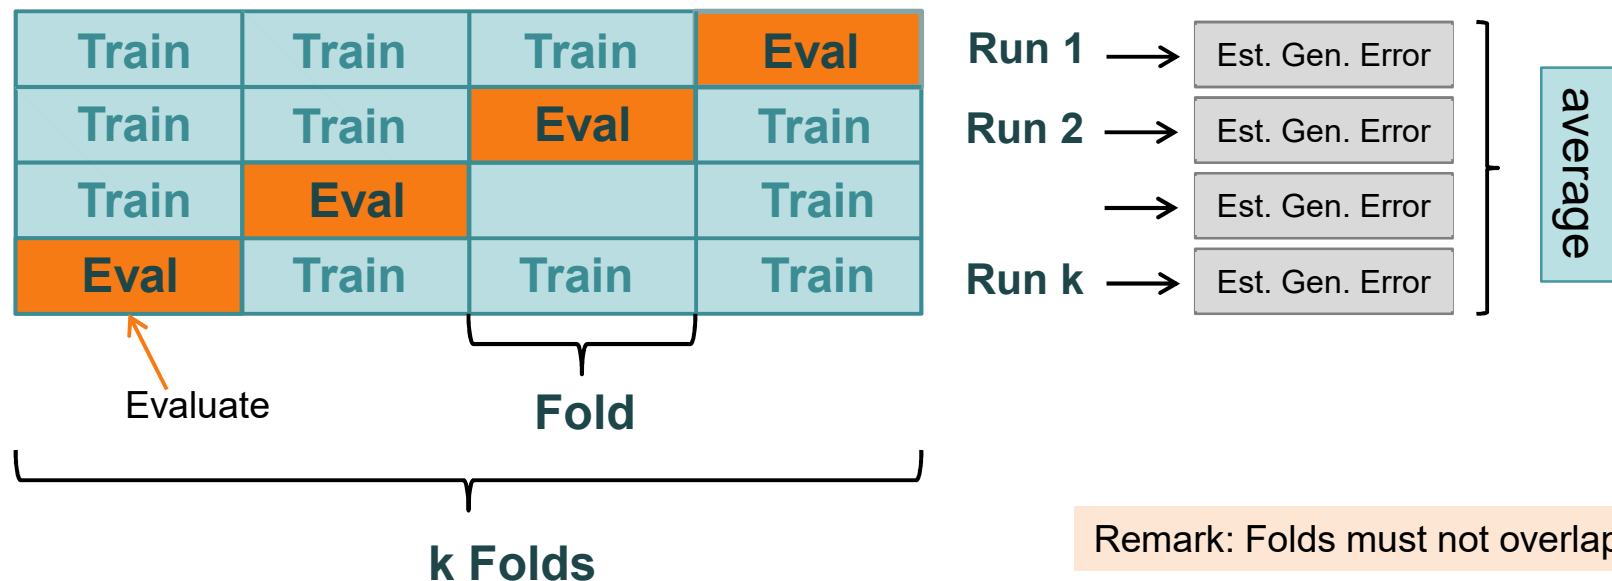 Train Train Train Eval Run 1 Est. Gen. Error
Train Train Eval Train Run 2 Est. Gen. Error
Train Eval Train Est. Gen. Error
Eval Train Train Train Run k Est. Gen. Error
average
Evaluate
Fold
k Folds
Remark: Folds must not overlap